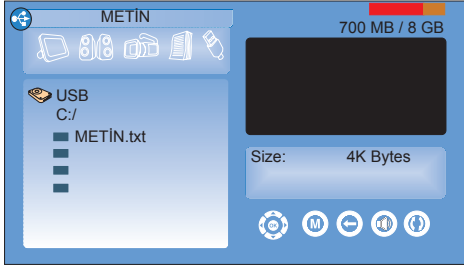 METİN
700 MB / 8 GB
USB
C:/
METİN.txt
Size: 4K Bytes
OK
M